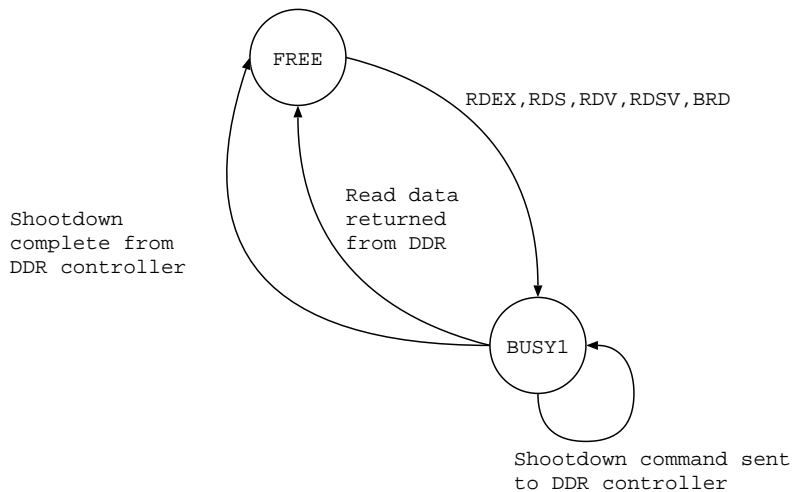 FREE
RDEX,RDS,RDV,RDSV,BRD
Read data
returned
from DDR
Shootdown
complete from
DDR controller
BUSY1
Shootdown command sent
to DDR controller